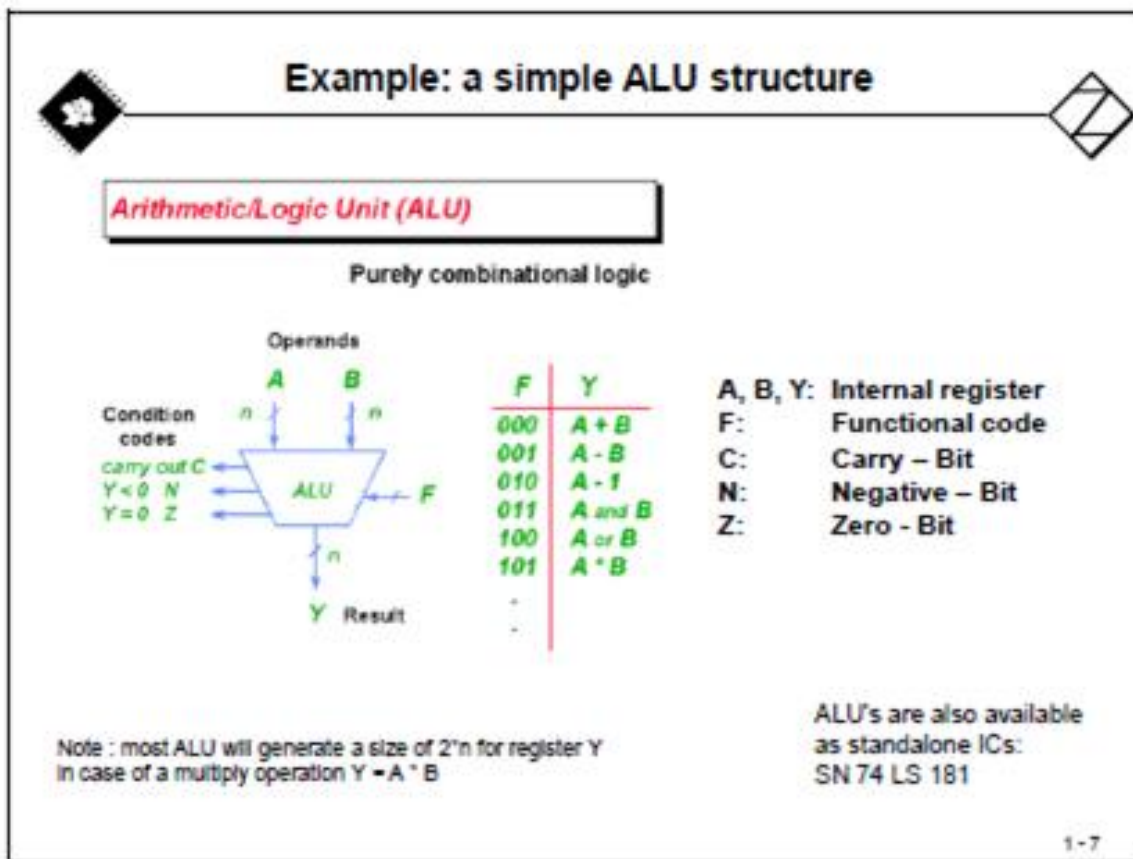 Example: a simple ALU structure
Arithmetic/Logic Unit (ALU)
Purely combinational logic
Operands
A B
n n
Condition
codes
carry out C
Y < 0 N
Y = 0 Z
ALU
F
n
Y Result
F Y
000 A + B
001 A - B
010 A - 1
011 A and B
100 A or B
101 A * B
.
.
A, B, Y: Internal register
F: Functional code
C: Carry – Bit
N: Negative – Bit
Z: Zero - Bit
Note : most ALU will generate a size of 2*n for register Y
in case of a multiply operation Y = A * B
ALU's are also available
as standalone ICs:
SN 74 LS 181
1 - 7